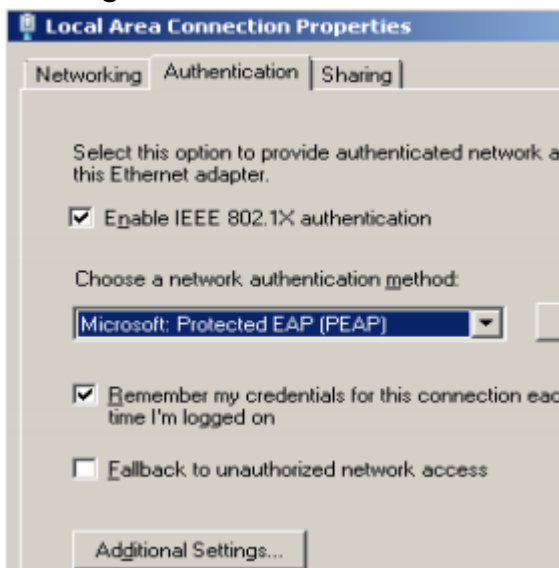 Local Area Connection Properties
Networking Authentication Sharing
Select this option to provide authenticated network
this Ethernet adapter.
Enable IEEE 802.1X authentication
Choose a network authentication method:
Microsoft: Protected EAP (PEAP)
Remember my credentials for this connection
time I'm logged on
Fallback to unauthorized network access
Additional Settings...